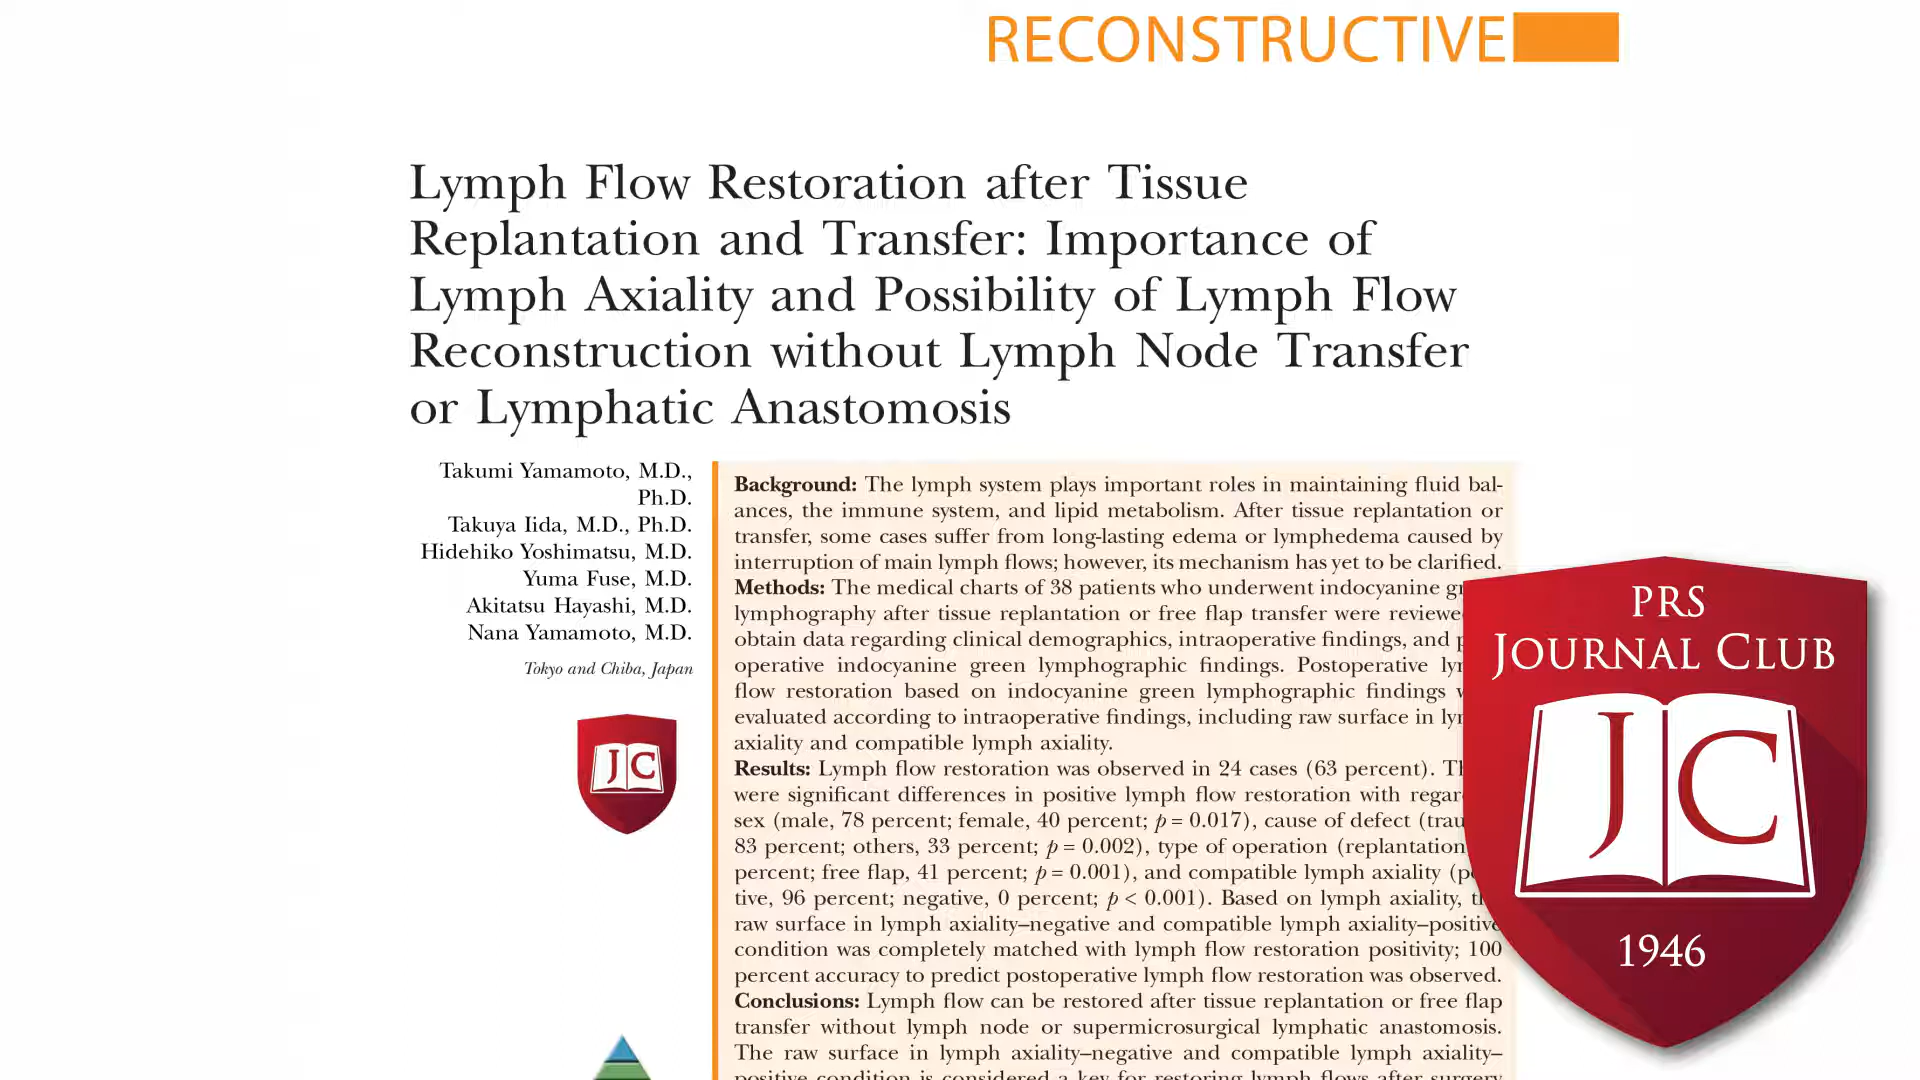 RECONSTRUCTIVE
Lymph Flow Restoration after Tissue
Replantation and Transfer: Importance of
Lymph Axiality and Possibility of Lymph Flow
Reconstruction without Lymph Node Transfer
or Lymphatic Anastomosis
Takumi Yamamoto, M.D.,
Ph.D.
Takuya Iida, M.D., Ph.D.
Hidehiko Yoshimatsu, M.D.
Yuma Fuse, M.D.
Akitatsu Hayashi, M.D.
Nana Yamamoto, M.D.
Tokyo and Chiba, Japan
JC
Background: The lymph system plays important roles in maintaining fluid bal-
ances, the immune system, and lipid metabolism. After tissue replantation or
transfer, some cases suffer from long-lasting edema or lymphedema caused by
interruption of main lymph flows; however, its mechanism has yet to be clarified.
Methods: The medical charts of 38 patients who underwent indocyanine
lymphography after tissue replantation or free flap transfer were
obtain data regarding clinical demographics, intraoperative findings, and
operative indocyanine green lymphographic findings. Postoperative
flow restoration based on indocyanine green lymphographic findings
evaluated according to intraoperative findings, including raw surface in
axiality and compatible lymph axiality.
Results: Lymph flow restoration was observed in 24 cases (63 percent).
were significant differences in positive lymph flow restoration with
sex (male, 78 percent; female, 40 percent; p = 0.017), cause of defect
83 percent; others, 33 percent; p = 0.002), type of operation (replantation
percent; free flap, 41 percent; p = 0.001), and compatible lymph axiality
tive, 96 percent; negative, 0 percent; p < 0.001). Based on lymph axiality,
raw surface in lymph axiality–negative and compatible lymph axiality–positive
condition was completely matched with lymph flow restoration positivity; 100
percent accuracy to predict postoperative lymph flow restoration was observed.
Conclusions: Lymph flow can be restored after tissue replantation or free flap
transfer without lymph node or supermicrosurgical lymphatic anastomosis.
The raw surface in lymph axiality–negative and compatible lymph axiality–
positive condition is considered a key for restoring lymph flows after surgery
PRS
JOURNAL CLUB
JC
1946